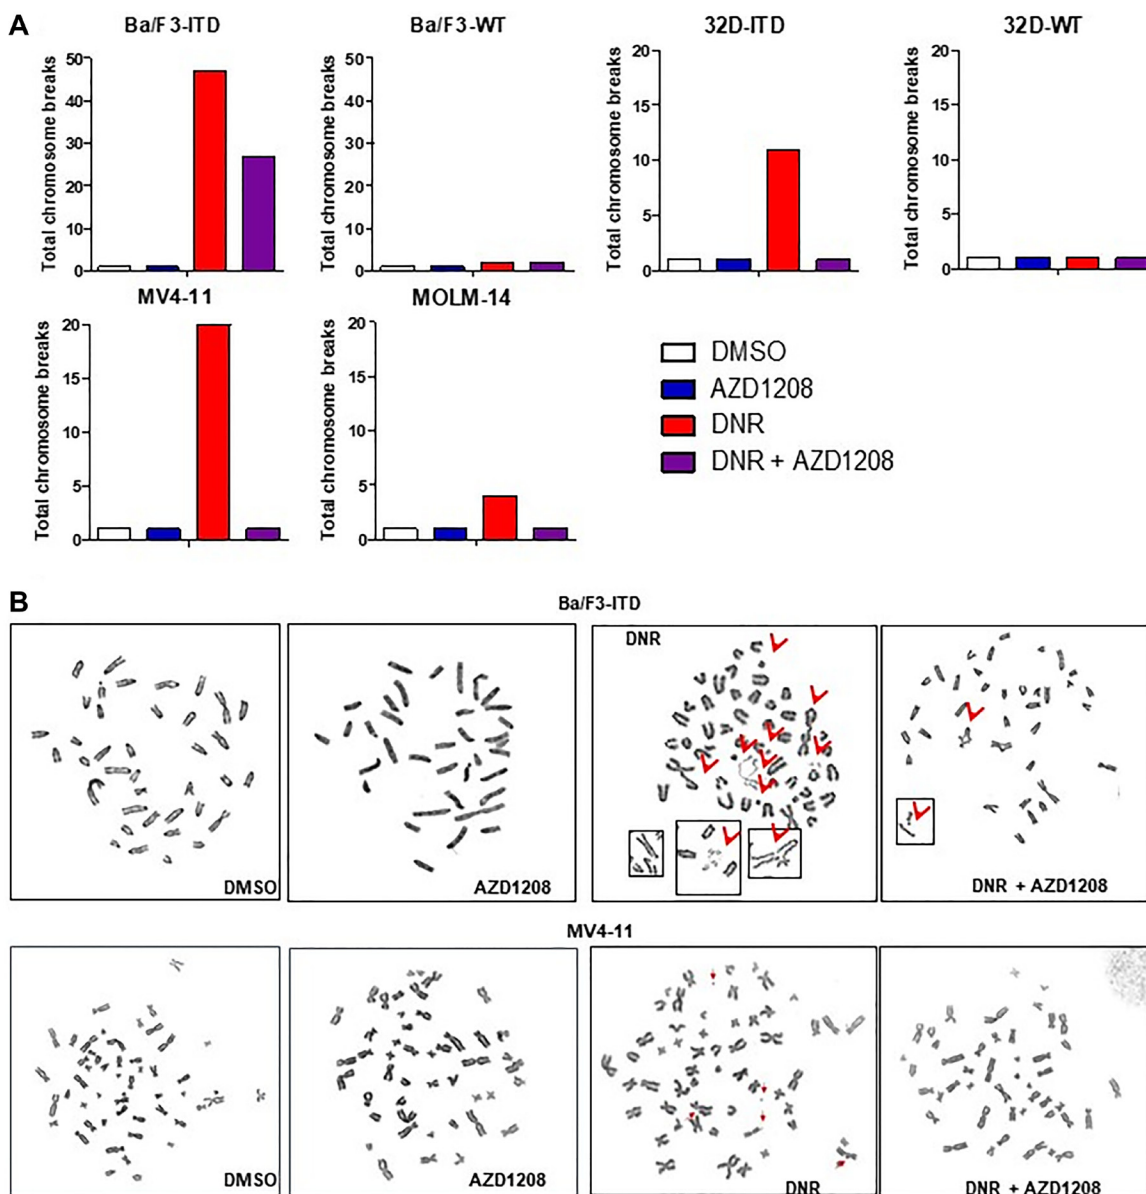 A
Ba/F3-ITD
Total chromosome breaks
50
40
30
20
10
0
Ba/F3-WT
Total chromosome breaks
50
40
30
20
10
0
32D-ITD
Total chromosome breaks
20
15
10
5
0
32D-WT
Total chromosome breaks
20
15
10
5
0
MV4-11
Total chromosome breaks
20
15
10
5
0
MOLM-14
Total chromosome breaks
20
15
10
5
0
DMSO
AZD1208
DNR
DNR + AZD1208
B
Ba/F3-ITD
DMSO
AZD1208
DNR
DNR + AZD1208
MV4-11
DMSO
AZD1208
DNR
DNR + AZD1208